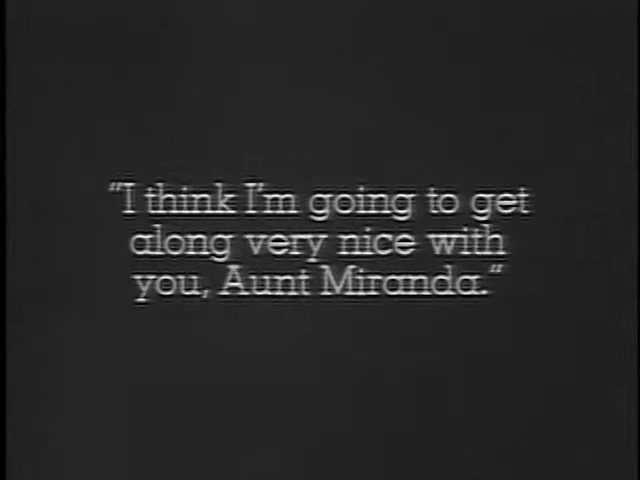 "I think I'm going to get
along very nice with
you, Aunt Miranda."